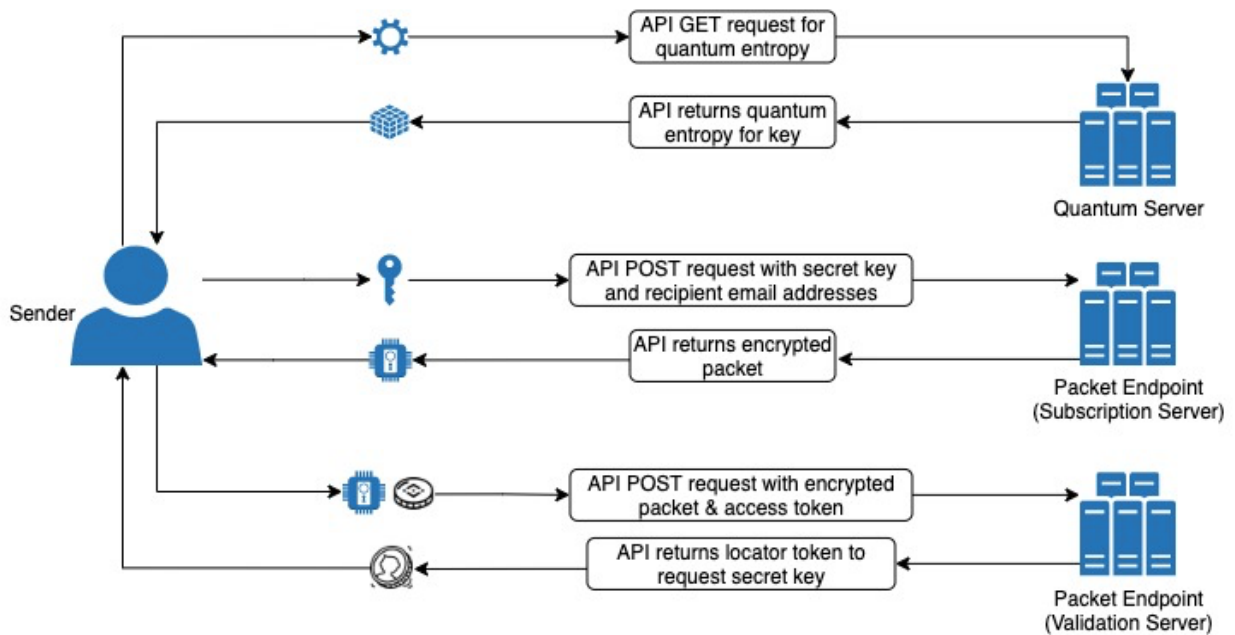 API GET request for
quantum entropy
API returns quantum
entropy for key
Quantum Server
Sender
API POST request with secret key
and recipient email addresses
API returns encrypted
packet
Packet Endpoint
(Subscription Server)
API POST request with encrypted
packet & access token
API returns locator token to
request secret key
Packet Endpoint
(Validation Server)